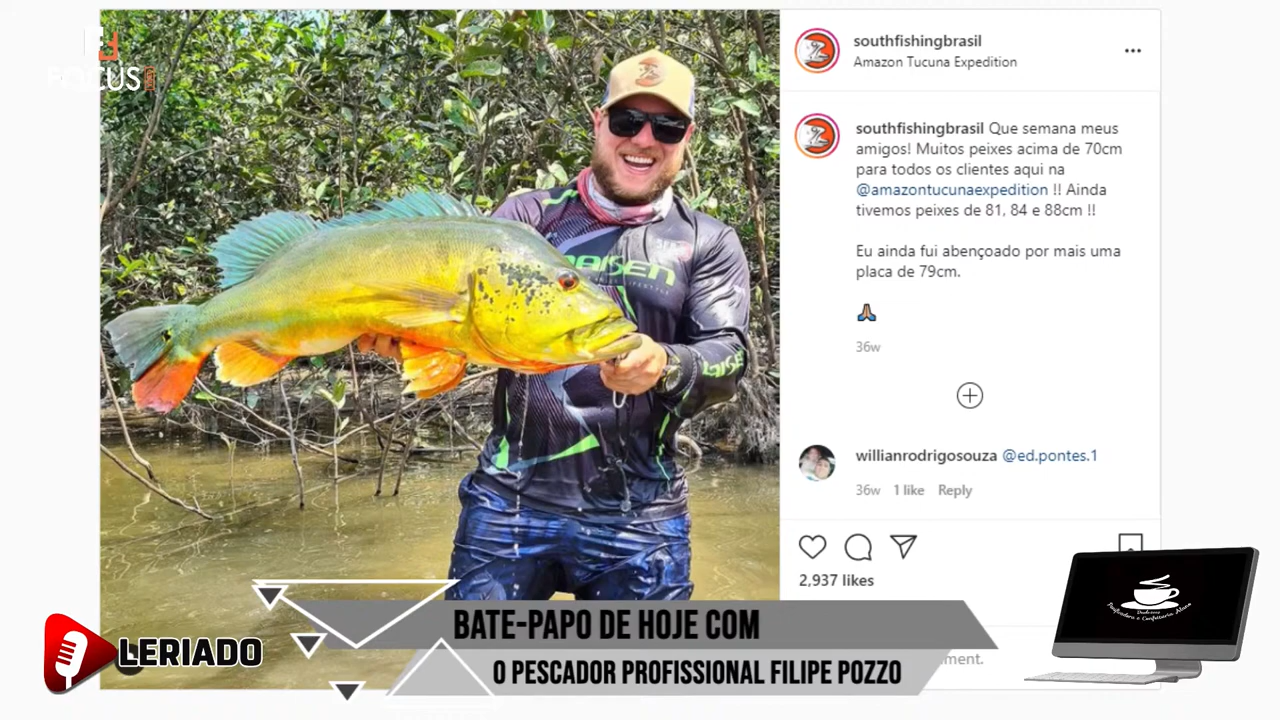 FOCUS
southfishingbrasil
Amazon Tucuna Expedition
southfishingbrasil Que semana meus
amigos! Muitos peixes acima de 70cm
para todos os clientes aqui na
@amazontucunaexpedition !! Ainda
tivemos peixes de 81, 84 e 88cm !!
Eu ainda fui abençoado por mais uma
placa de 79cm.
36w
willianrodrigosouza @ed.pontes.1
36w 1 like Reply
2,937 likes
ment.
BATE-PAPO DE HOJE COM
O PESCADOR PROFISSIONAL FILIPE POZZO
LERIADO